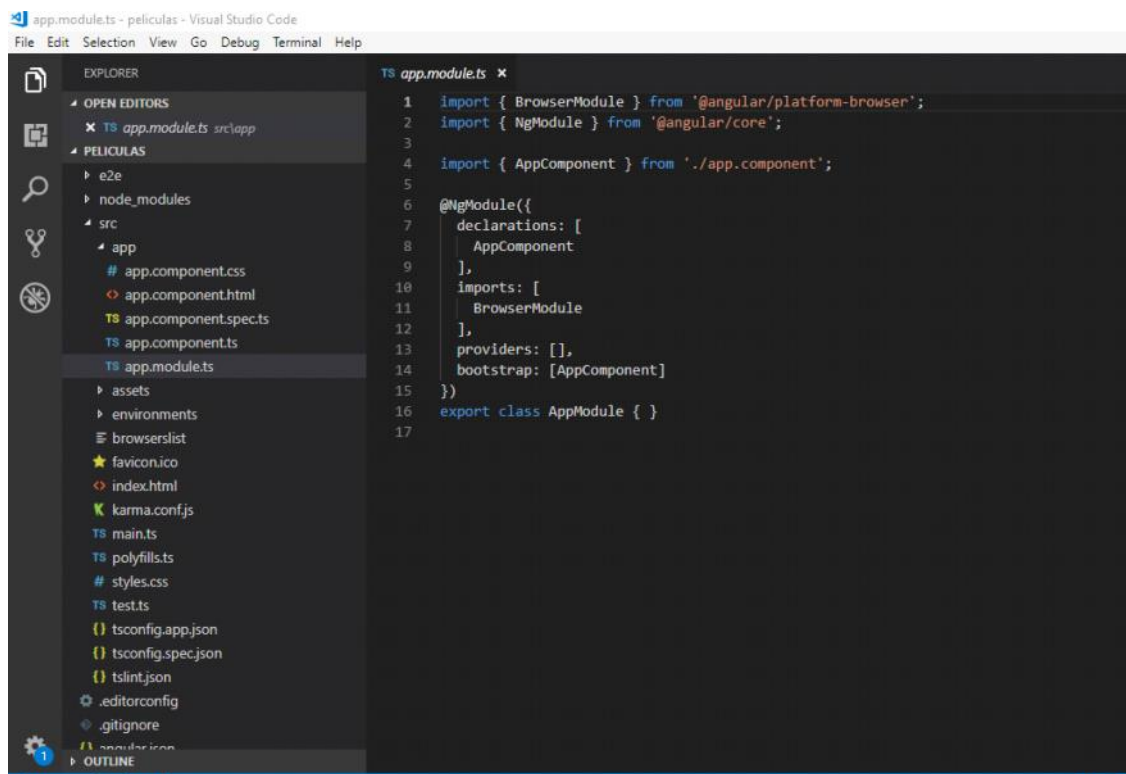 app.module.ts - peliculas - Visual Studio Code
File Edit Selection View Go Debug Terminal Help
EXPLORER
OPEN EDITORS
TS app.module.ts src\app
PELICULAS
e2e
node_modules
src
app
# app.component.css
<> app.component.html
TS app.component.spec.ts
TS app.component.ts
TS app.module.ts
assets
environments
browserslist
favicon.ico
<> index.html
K karma.conf.js
TS main.ts
TS polyfills.ts
# styles.css
TS test.ts
{} tsconfig.app.json
{} tsconfig.spec.json
{} tslint.json
.editorconfig
.gitignore
{} angular.json
OUTLINE
1
TS app.module.ts
1 import { BrowserModule } from '@angular/platform-browser';
2 import { NgModule } from '@angular/core';
3
4 import { AppComponent } from './app.component';
5
6 @NgModule({
7 declarations: [
8 AppComponent
9 ],
10 imports: [
11 BrowserModule
12 ],
13 providers: [],
14 bootstrap: [AppComponent]
15 })
16 export class AppModule { }
17